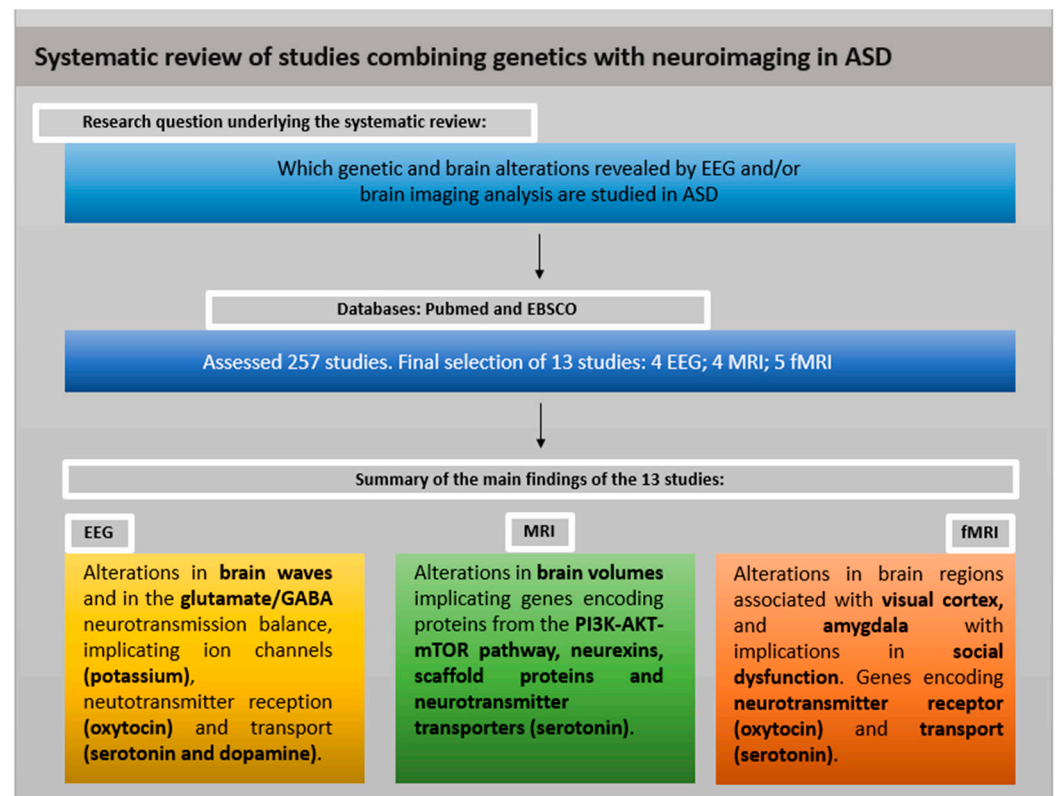 Systematic review of studies combining genetics with neuroimaging in ASD
Research question underlying the systematic review:
Which genetic and brain alterations revealed by EEG and/or
brain imaging analysis are studied in ASD
Databases: Pubmed and EBSCO
Assessed 257 studies. Final selection of 13 studies: 4 EEG; 4 MRI; 5 fMRI
Summary of the main findings of the 13 studies:
EEG
Alterations in brain waves
and in the glutamate/GABA
neurotransmission balance,
implicating ion channels
(potassium),
neutotransmitter reception
(oxytocin) and transport
(serotonin and dopamine).
MRI
Alterations in brain volumes
implicating genes encoding
proteins from the PI3K-AKT-
mTOR pathway, neurexins,
scaffold proteins and
neurotransmitter
transporters (serotonin).
fMRI
Alterations in brain regions
associated with visual cortex,
and amygdala with
implications in social
dysfunction. Genes encoding
neurotransmitter receptor
(oxytocin) and transport
(serotonin).